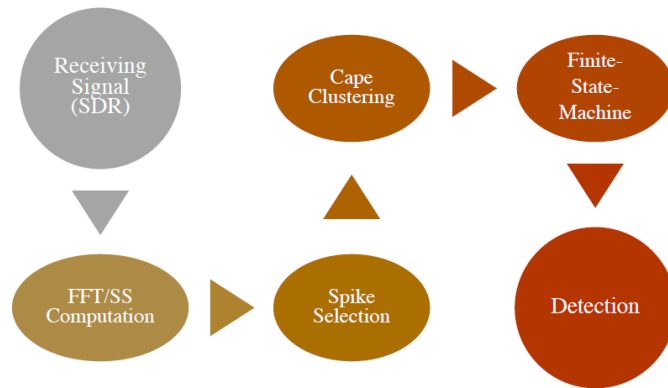 Receiving
Signal
(SDR)
FFT/SS
Computation
Spike
Selection
Cape
Clustering
Finite-
State-
Machine
Detection